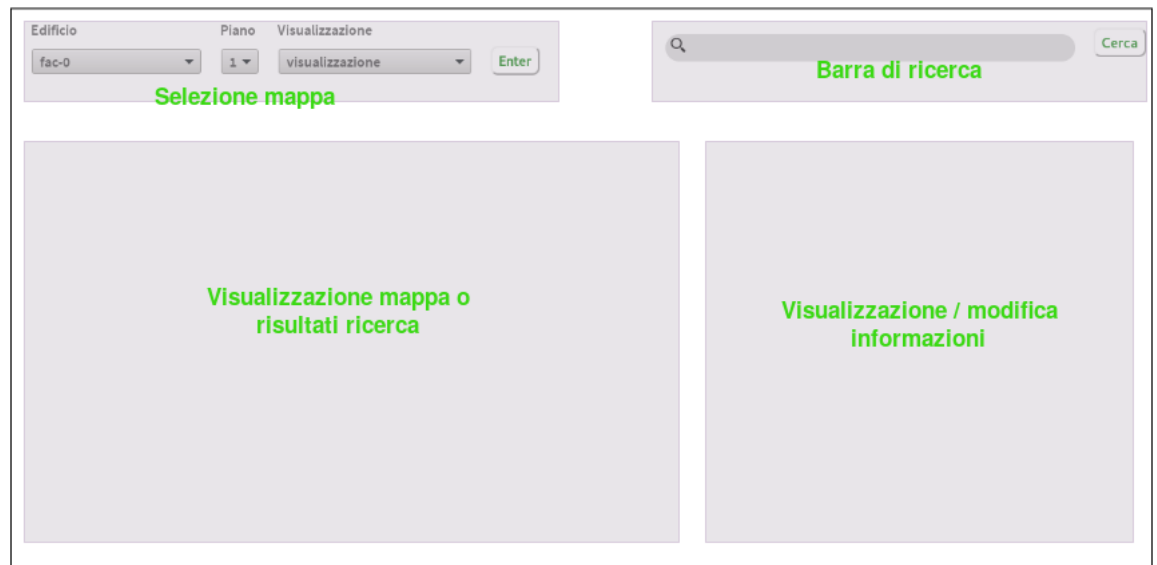 Edificio Piano Visualizzazione
fac-0 1 visualizzazione Enter
Selezione mappa
Cerca
Barra di ricerca
Visualizzazione mappa o
risultati ricerca
Visualizzazione / modifica
informazioni